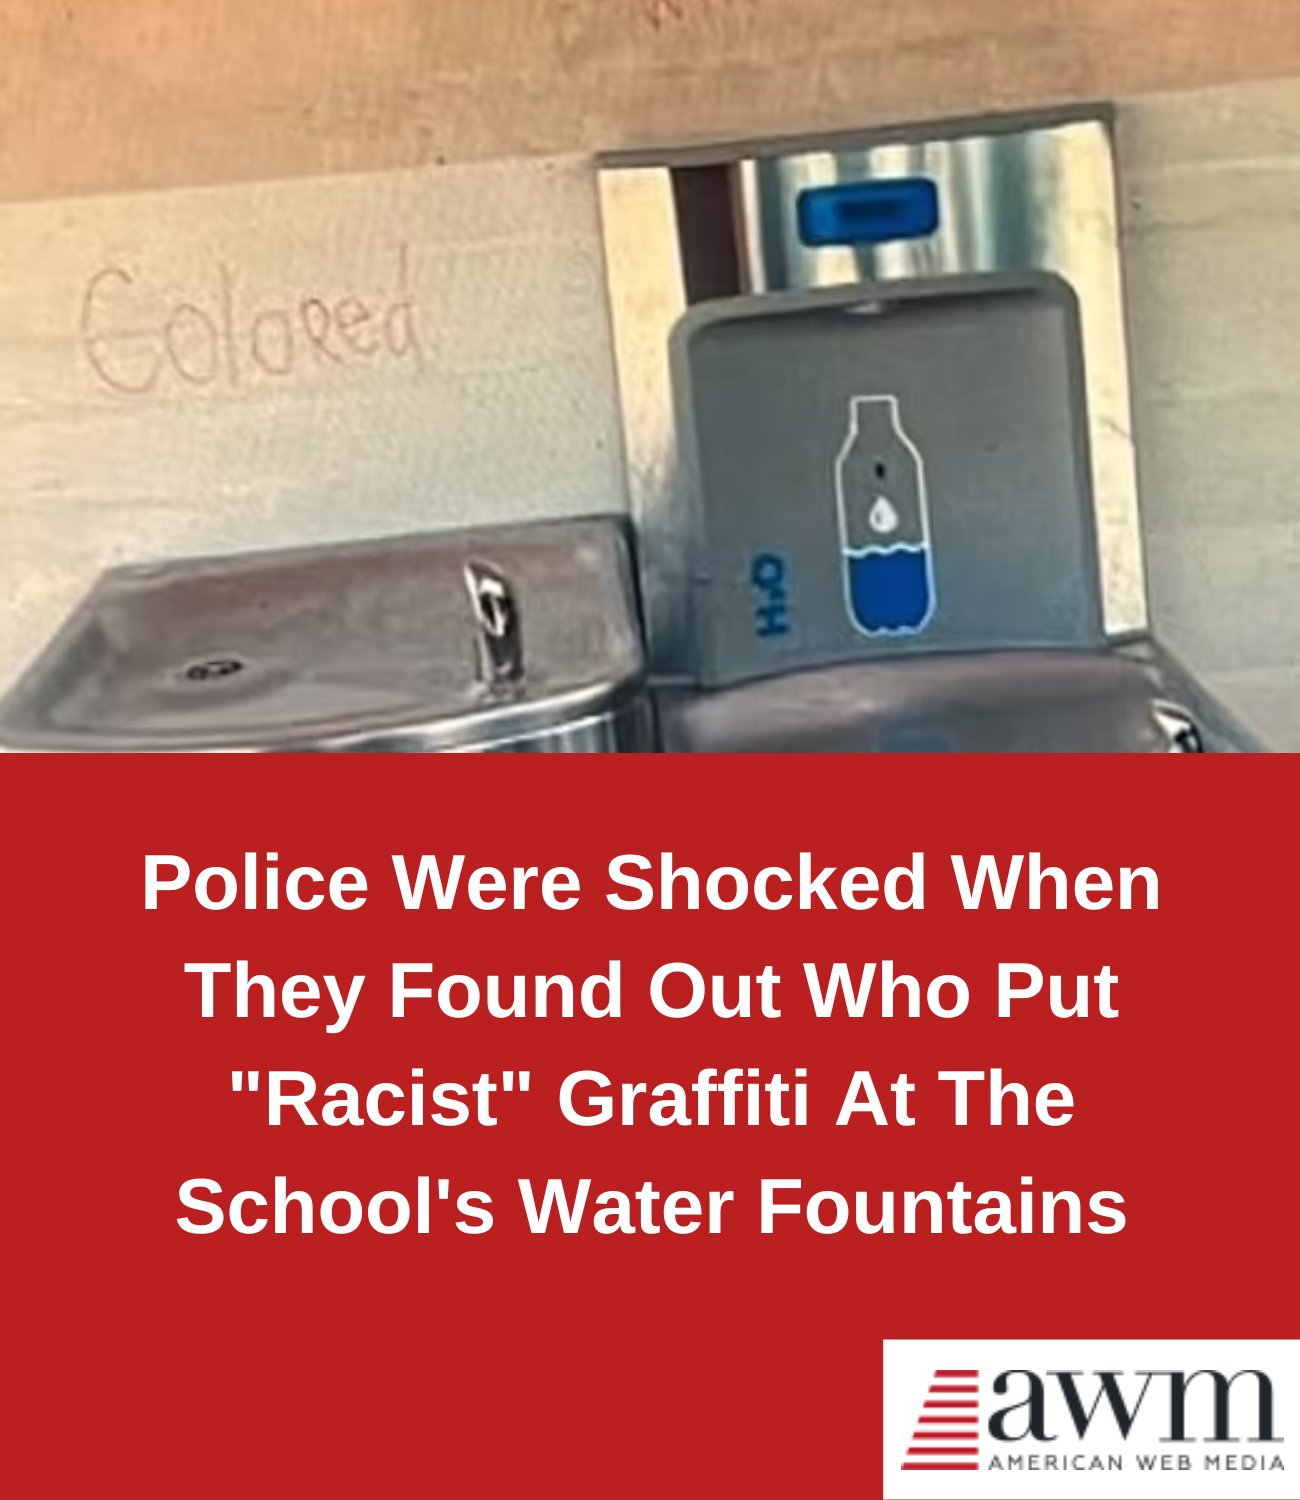 Colored
H2O
Police Were Shocked When
They Found Out Who Put
"Racist" Graffiti At The
School's Water Fountains
awm
AMERICAN WEB MEDIA